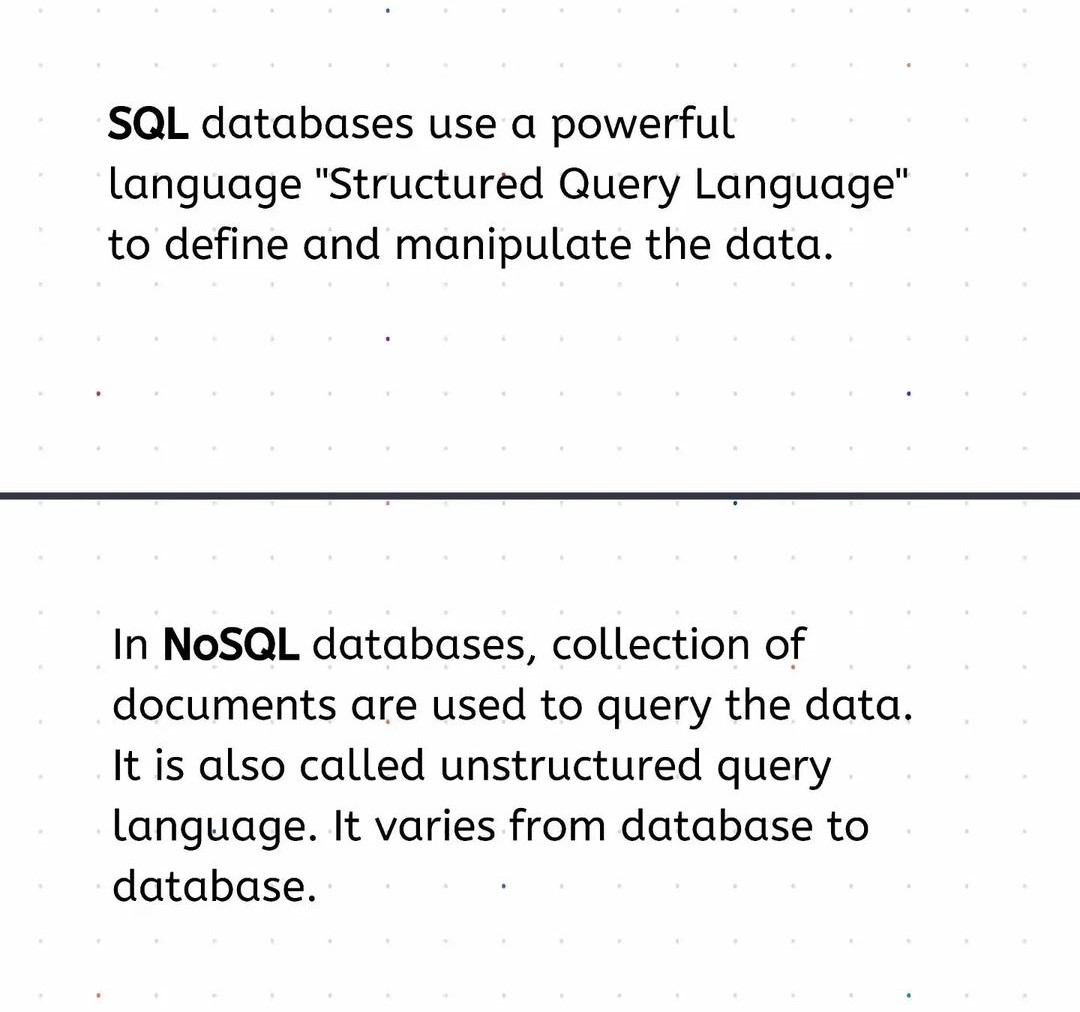 SQL databases use a powerful
language "Structured Query Language"
to define and manipulate the data.
In NoSQL databases, collection of
documents are used to query the data.
It is also called unstructured query
language. It varies from database to
database.